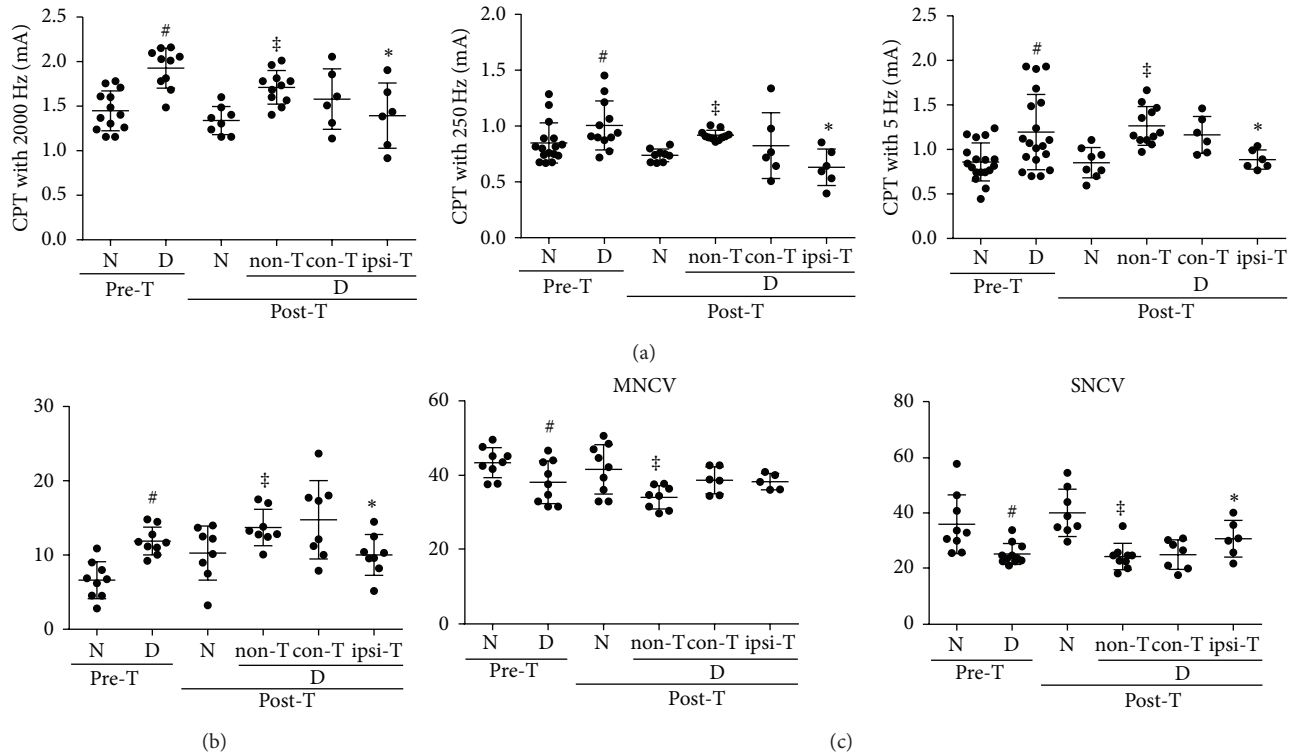 CPT with 2000 Hz (mA)
2.5
2.0
1.5
1.0
0.5
0.0
# ‡ *
N D N non-T con-T ipsi-T
Pre-T D
Post-T
CPT with 250 Hz (mA)
2.0
1.5
1.0
0.5
0.0
# ‡ *
N D N non-T con-T ipsi-T
Pre-T D
Post-T
CPT with 5 Hz (mA)
2.5
2.0
1.5
1.0
0.5
0.0
# ‡ *
N D N non-T con-T ipsi-T
Pre-T D
Post-T
(a)
30
20
10
0
# ‡ *
N D N non-T con-T ipsi-T
Pre-T D
Post-T
(b)
MNCV
60
40
20
0
# ‡
N D N non-T con-T ipsi-T
Pre-T D
Post-T
SNCV
80
60
40
20
0
# ‡ *
N D N non-T con-T ipsi-T
Pre-T D
Post-T
(c)